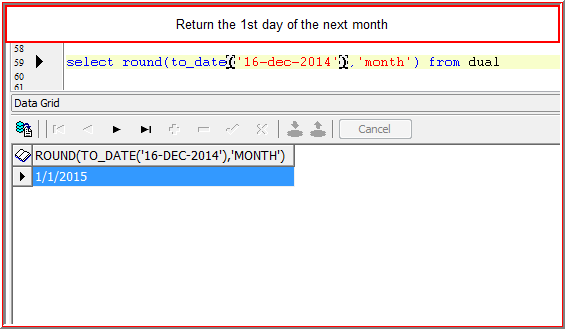 Return the 1st day of the next month
58
59 select round(to_date('16-dec-2014'),'month') from dual
60
61
Data Grid
Cancel
ROUND(TO_DATE('16-DEC-2014'),'MONTH')
1/1/2015